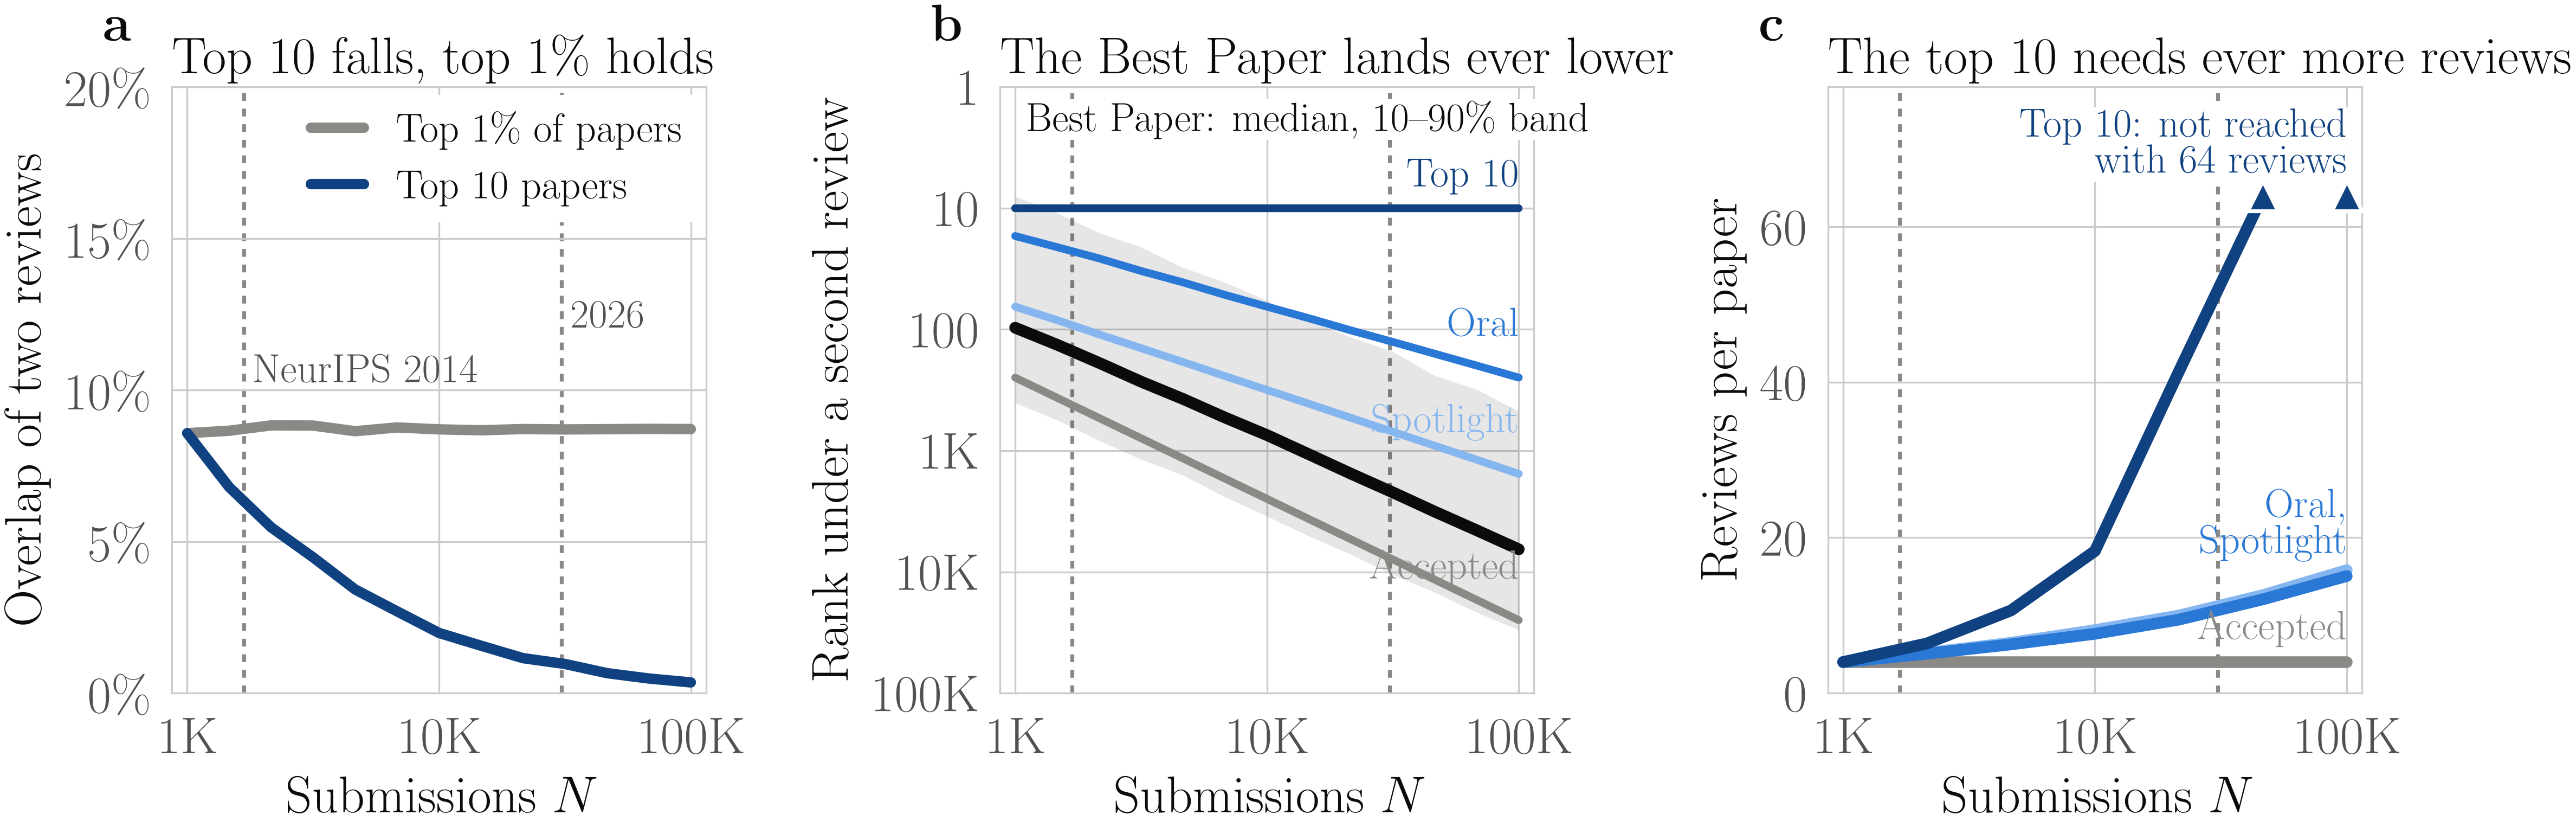 a
Top 10 falls, top 1% holds
Overlap of two reviews
20%
15%
10%
5%
0%
Top 1% of papers
Top 10 papers
2026
NeurIPS 2014
1K
10K
100K
Submissions N
b
The Best Paper lands ever lower
Rank under a second review
1
10
100
1K
10K
100K
Best Paper: median, 10–90% band
Top 10
Oral
Spotlight
Accepted
1K
10K
100K
Submissions N
c
The top 10 needs ever more reviews
Reviews per paper
60
40
20
0
Top 10: not reached
with 64 reviews
Oral,
Spotlight
Accepted
1K
10K
100K
Submissions N